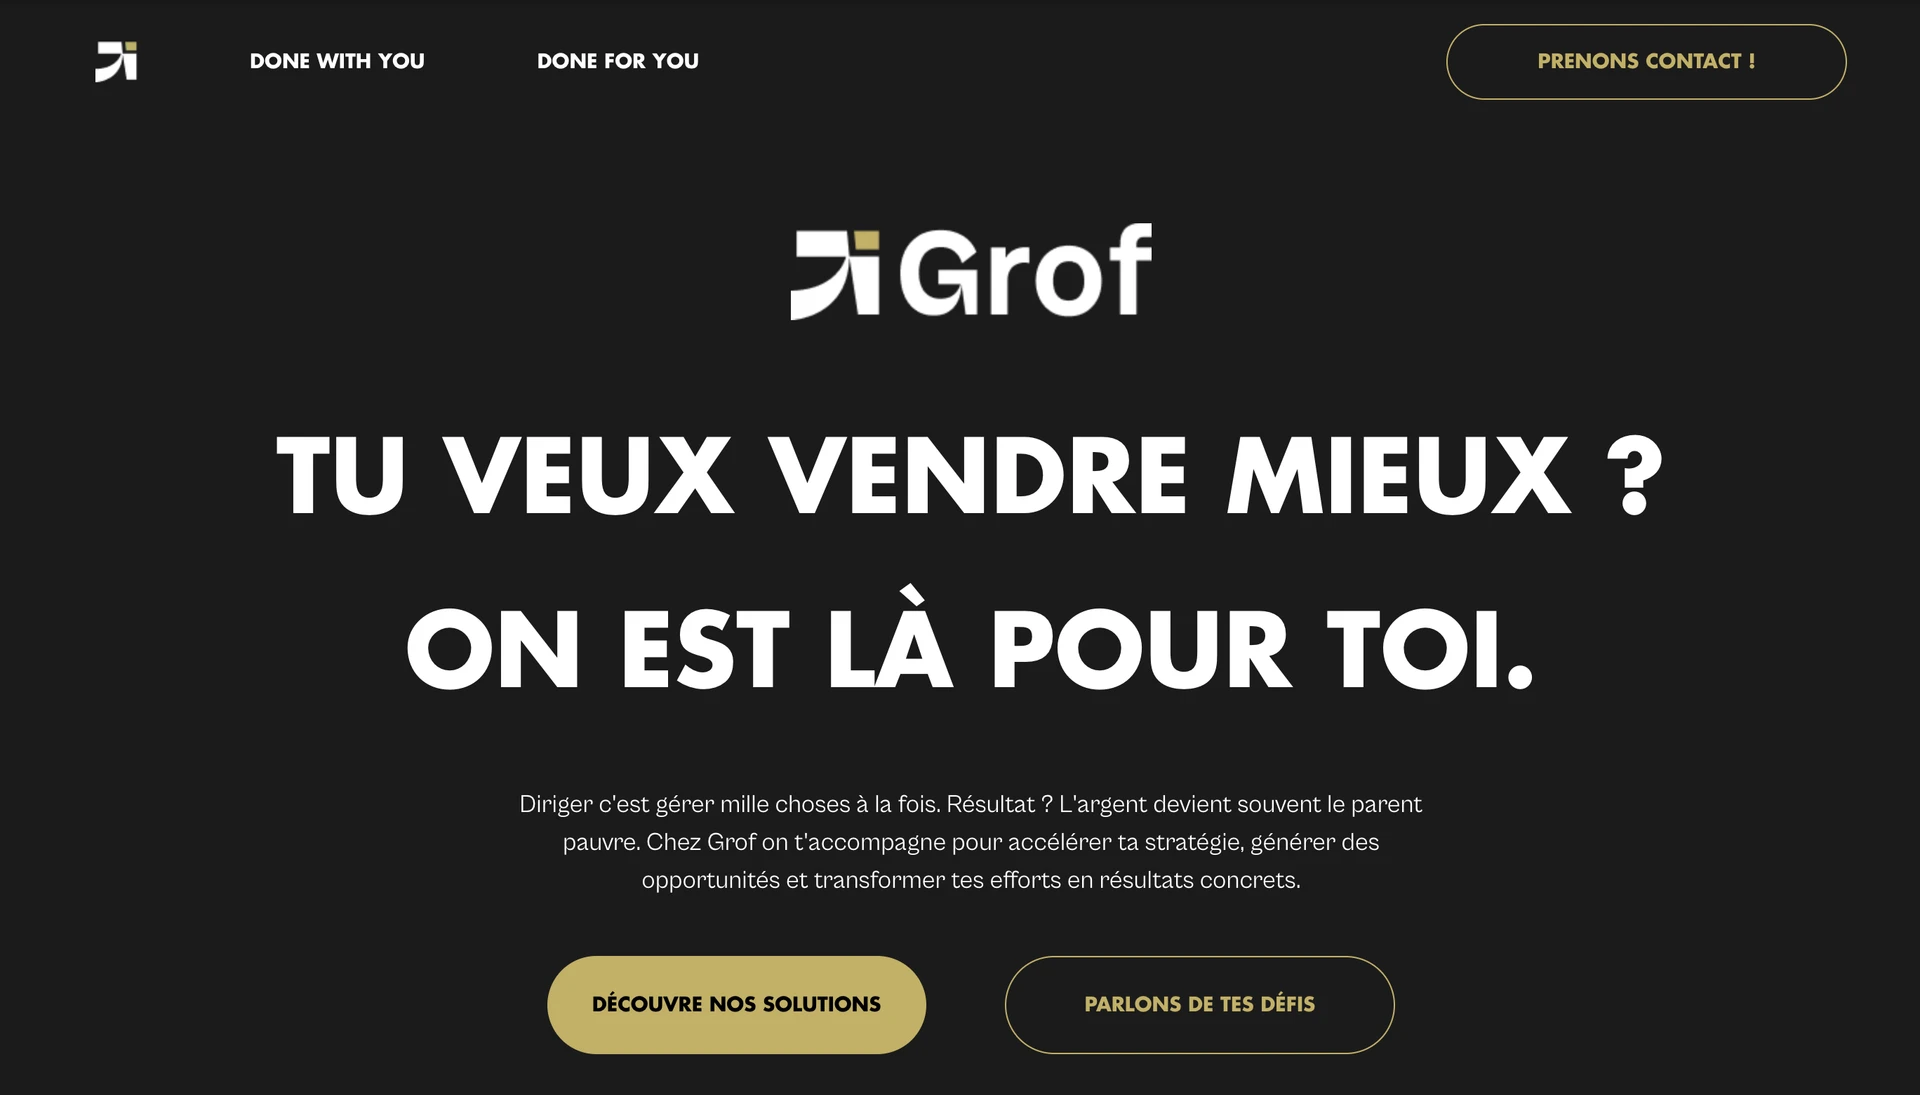 DONE WITH YOU
DONE FOR YOU
PRENONS CONTACT !
Grof
TU VEUX VENDRE MIEUX ?
ON EST LÀ POUR TOI.
Diriger c'est gérer mille choses à la fois. Résultat ? L'argent devient souvent le parent
pauvre. Chez Grof on t'accompagne pour accélérer ta stratégie, générer des
opportunités et transformer tes efforts en résultats concrets.
DÉCOUVRE NOS SOLUTIONS
PARLONS DE TES DÉFIS